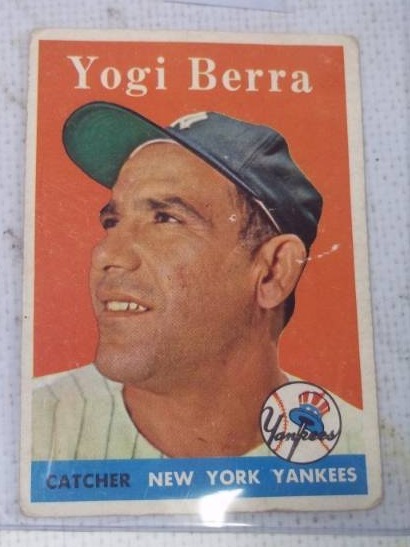 Yogi Berra
Yankees
CATCHER NEW YORK YANKEES